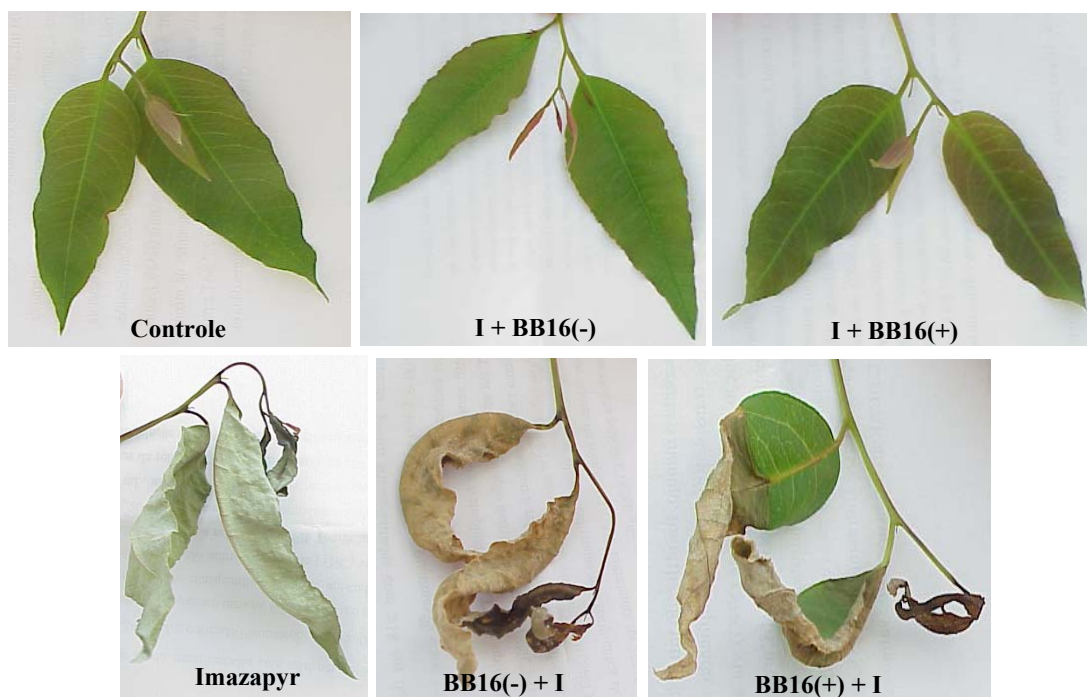 Controle
I + BB16(-)
I + BB16(+)
Imazapyr
BB16(-) + I
BB16(+) + I